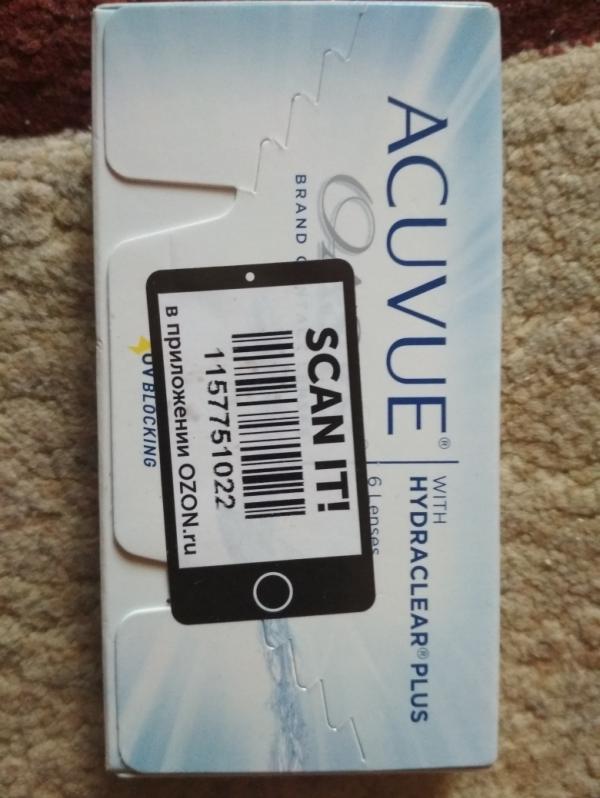 ACUVUE®
WITH
HYDRACLEAR® PLUS
BRAND
6 Lenses
UV BLOCKING
SCAN IT!
1157751022
в приложении OZON.ru